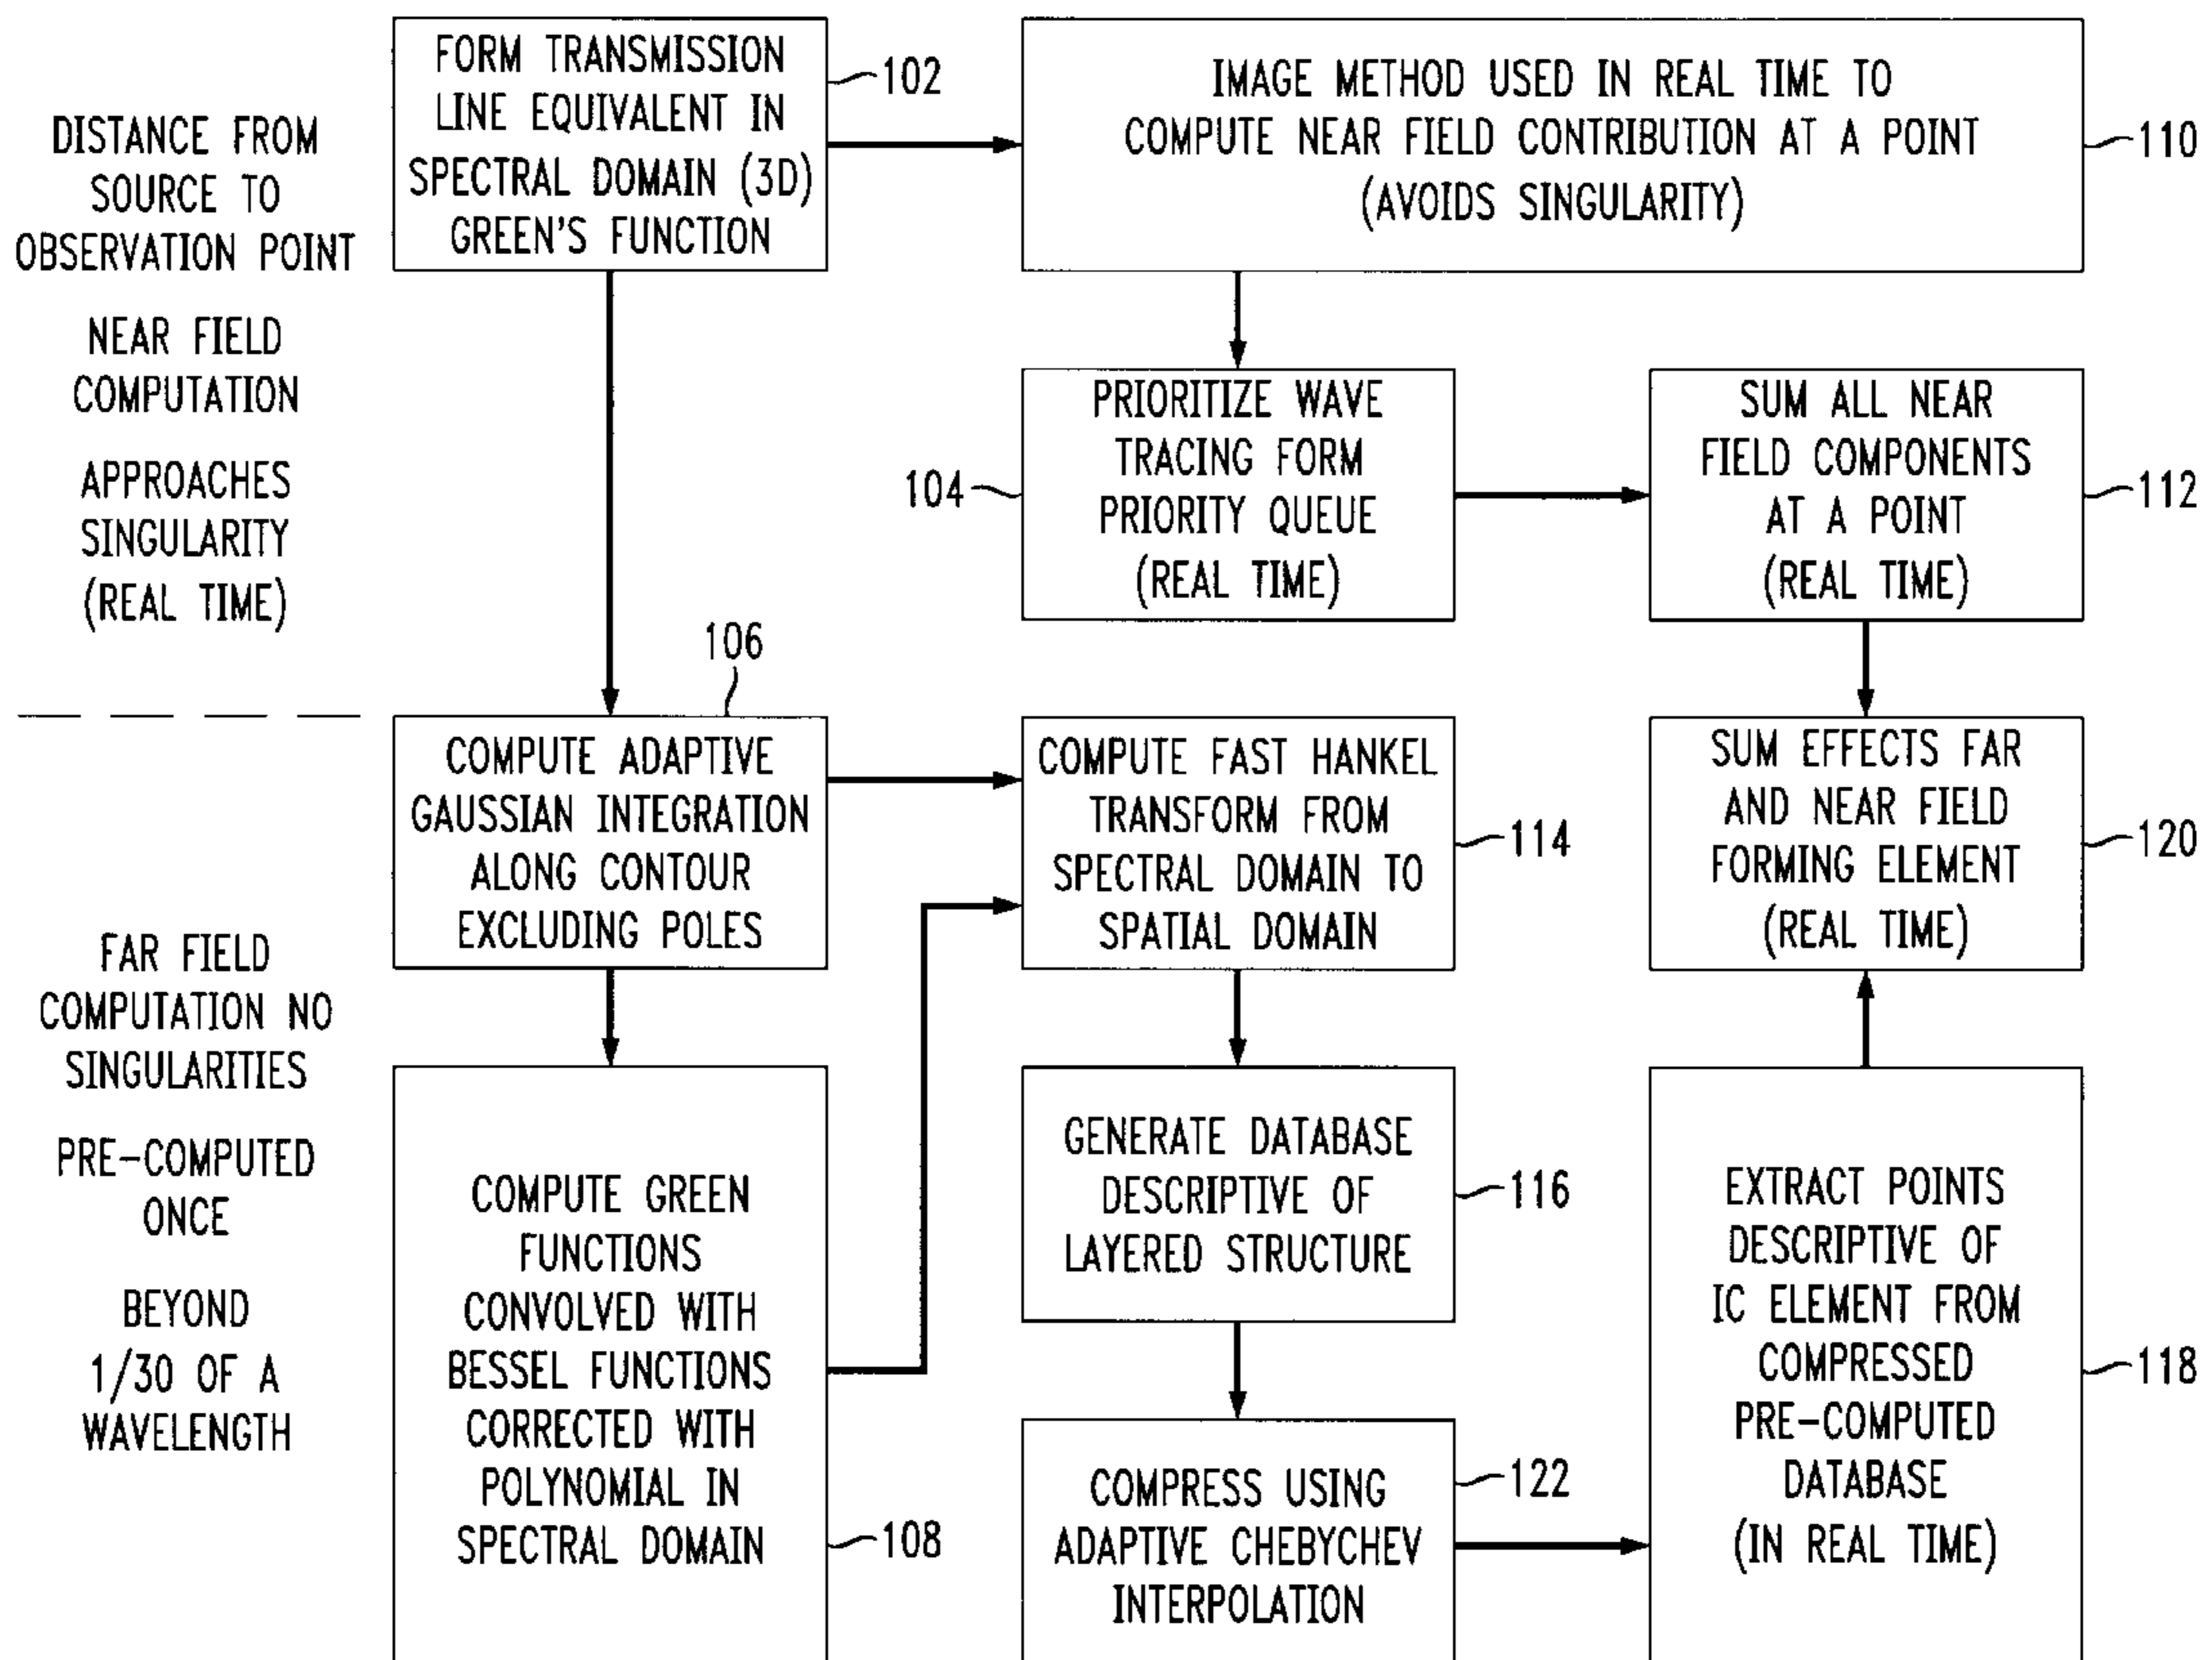 DISTANCE FROM
SOURCE TO
OBSERVATION POINT
NEAR FIELD
COMPUTATION
APPROACHES
SINGULARITY
(REAL TIME)
FAR FIELD
COMPUTATION NO
SINGULARITIES
PRE-COMPUTED
ONCE
BEYOND
1/30 OF A
WAVELENGTH
FORM TRANSMISSION
LINE EQUIVALENT IN
SPECTRAL DOMAIN (3D)
GREEN'S FUNCTION
102
IMAGE METHOD USED IN REAL TIME TO
COMPUTE NEAR FIELD CONTRIBUTION AT A POINT
(AVOIDS SINGULARITY)
110
PRIORITIZE WAVE
TRACING FORM
PRIORITY QUEUE
(REAL TIME)
104
SUM ALL NEAR
FIELD COMPONENTS
AT A POINT
(REAL TIME)
112
106
COMPUTE ADAPTIVE
GAUSSIAN INTEGRATION
ALONG CONTOUR
EXCLUDING POLES
COMPUTE FAST HANKEL
TRANSFORM FROM
SPECTRAL DOMAIN TO
SPATIAL DOMAIN
114
SUM EFFECTS FAR
AND NEAR FIELD
FORMING ELEMENT
(REAL TIME)
120
COMPUTE GREEN
FUNCTIONS
CONVOLVED WITH
BESSEL FUNCTIONS
CORRECTED WITH
POLYNOMIAL IN
SPECTRAL DOMAIN
108
GENERATE DATABASE
DESCRIPTIVE OF
LAYERED STRUCTURE
116
COMPRESS USING
ADAPTIVE CHEBYCHEV
INTERPOLATION
122
EXTRACT POINTS
DESCRIPTIVE OF
IC ELEMENT FROM
COMPRESSED
PRE-COMPUTED
DATABASE
(IN REAL TIME)
118